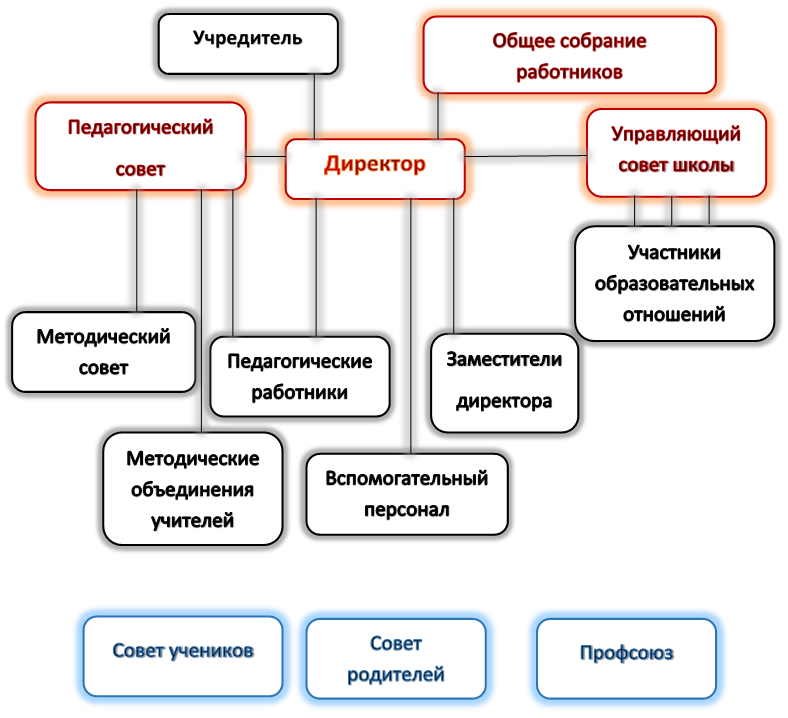 Учредитель
Общее собрание
работников
Педагогический
совет
Директор
Управляющий
совет школы
Участники
образовательных
отношений
Методический
совет
Педагогические
работники
Заместители
директора
Методические
объединения
учителей
Вспомогательный
персонал
Совет учеников
Совет
родителей
Профсоюз